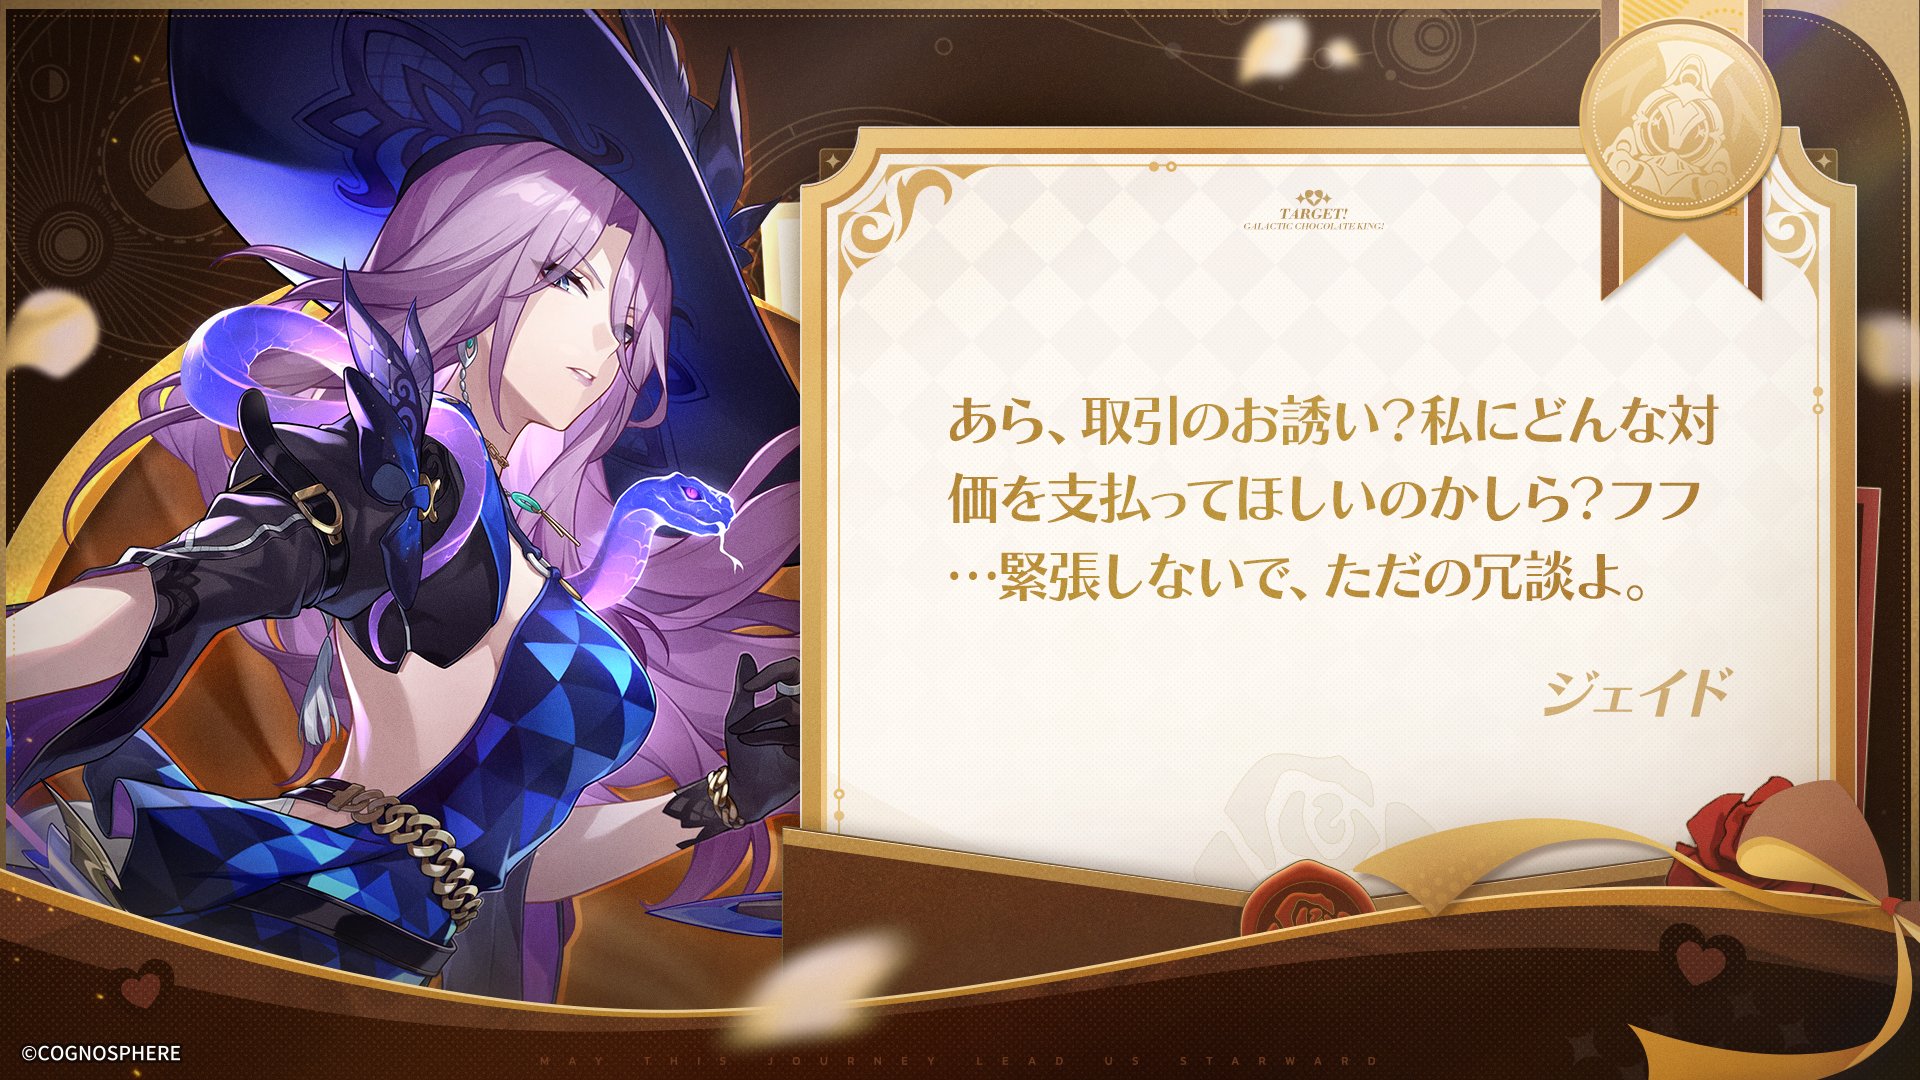 TARGET!
GALACTIC CHOCOLATE KING!
あら、取引のお誘い？私にどんな対
価を支払ってほしいのかしら？フフ
…緊張しないで、ただの冗談よ。
ジェイド
©COGNOSPHERE
MAY THIS JOURNEY LEAD US STARWARD